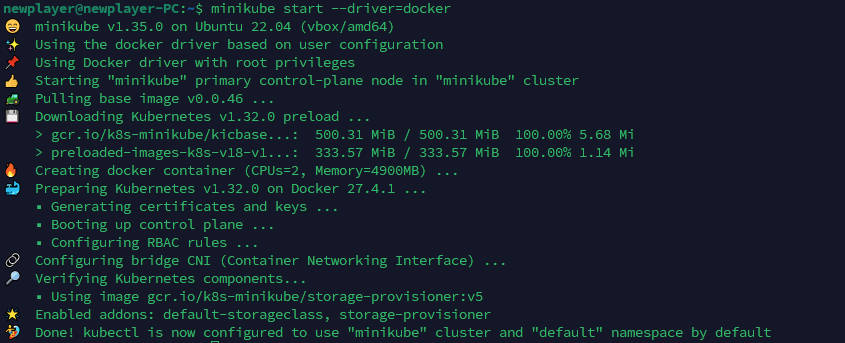 newplayer@newplayer-PC:~$ minikube start --driver=docker
😄 minikube v1.35.0 on Ubuntu 22.04 (vbox/amd64)
✨ Using the docker driver based on user configuration
📌 Using Docker driver with root privileges
👍 Starting "minikube" primary control-plane node in "minikube" cluster
🚜 Pulling base image v0.0.46 ...
💾 Downloading Kubernetes v1.32.0 preload ...
> gcr.io/k8s-minikube/kicbase...: 500.31 MiB / 500.31 MiB 100.00% 5.68 Mi
> preloaded-images-k8s-v18-v1...: 333.57 MiB / 333.57 MiB 100.00% 1.14 Mi
🔥 Creating docker container (CPUs=2, Memory=4900MB) ...
🐳 Preparing Kubernetes v1.32.0 on Docker 27.4.1 ...
▪ Generating certificates and keys ...
▪ Booting up control plane ...
▪ Configuring RBAC rules ...
🔗 Configuring bridge CNI (Container Networking Interface) ...
🔎 Verifying Kubernetes components...
▪ Using image gcr.io/k8s-minikube/storage-provisioner:v5
🌟 Enabled addons: default-storageclass, storage-provisioner
🏄 Done! kubectl is now configured to use "minikube" cluster and "default" namespace by default